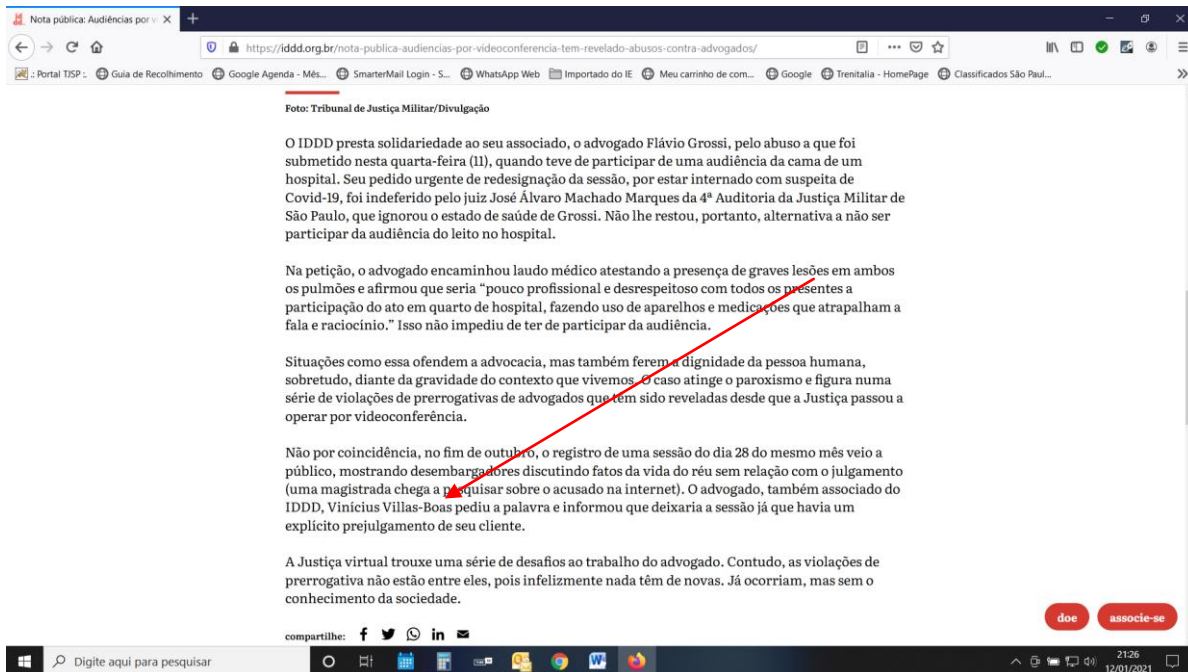 Nota pública: Audiências por v
https://iddd.org.br/nota-publica-audiencias-por-videoconferencia-tem-revelado-abusos-contra-advogados/
.: Portal TJSP :. Guia de Recolhimento Google Agenda - Mês... SmarterMail Login - S... WhatsApp Web Importado do IE Meu carrinho de com... Google Trenitalia - HomePage Classificados São Paul...
Foto: Tribunal de Justiça Militar/Divulgação
O IDDD presta solidariedade ao seu associado, o advogado Flávio Grossi, pelo abuso a que foi
submetido nesta quarta-feira (11), quando teve de participar de uma audiência da cama de um
hospital. Seu pedido urgente de redesignação da sessão, por estar internado com suspeita de
Covid-19, foi indeferido pelo juiz José Álvaro Machado Marques da 4ª Auditoria da Justiça Militar de
São Paulo, que ignorou o estado de saúde de Grossi. Não lhe restou, portanto, alternativa a não ser
participar da audiência do leito no hospital.
Na petição, o advogado encaminhou laudo médico atestando a presença de graves lesões em ambos
os pulmões e afirmou que seria “pouco profissional e desrespeitoso com todos os presentes a
participação do ato em quarto de hospital, fazendo uso de aparelhos e medicações que atrapalham a
fala e raciocínio.” Isso não impediu de ter de participar da audiência.
Situações como essa ofendem a advocacia, mas também ferem a dignidade da pessoa humana,
sobretudo, diante da gravidade do contexto que vivemos. O caso atinge o paroxismo e figura numa
série de violações de prerrogativas de advogados que têm sido reveladas desde que a Justiça passou a
operar por videoconferência.
Não por coincidência, no fim de outubro, o registro de uma sessão do dia 28 do mesmo mês veio a
público, mostrando desembargadores discutindo fatos da vida do réu sem relação com o julgamento
(uma magistrada chega a pesquisar sobre o acusado na internet). O advogado, também associado do
IDDD, Vinícius Villas-Boas pediu a palavra e informou que deixaria a sessão já que havia um
explícito prejulgamento de seu cliente.
A Justiça virtual trouxe uma série de desafios ao trabalho do advogado. Contudo, as violações de
prerrogativa não estão entre eles, pois infelizmente nada têm de novas. Já ocorriam, mas sem o
conhecimento da sociedade.
doe associe-se
compartilhe:
Digite aqui para pesquisar
21:26
12/01/2021